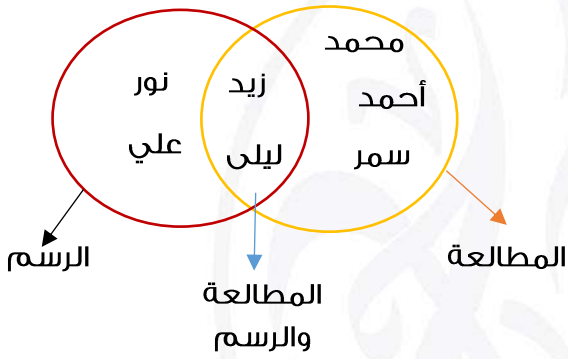 محمد
أحمد
سمر
زيد
ليلى
نور
علي
المطالعة
المطالعة
والرسم
الرسم